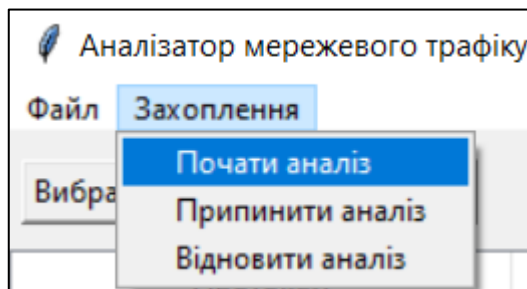 Аналізатор мережевого трафіку
Файл Захоплення
Почати аналіз
Припинити аналіз
Відновити аналіз